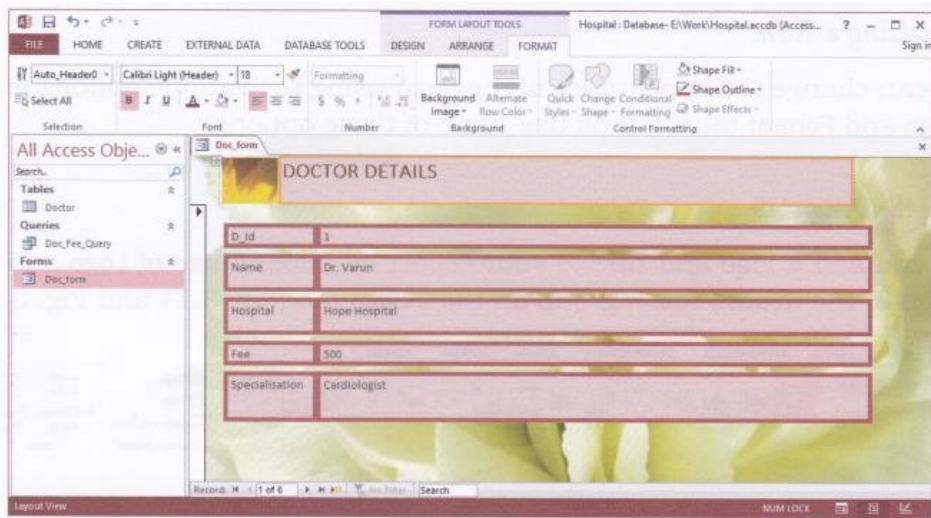 FORM LAYOUT TOOLS Hospital : Database- E:\Work\Hospital.accdb (Access... ? X
FILE HOME CREATE EXTERNAL DATA DATABASE TOOLS DESIGN ARRANGE FORMAT Sign in
Auto_Header0 Calibri Light (Header) 18 Formatting Shape Fill
Select All B I U A $ % Background Image Alternate Row Color Quick Styles Change Shape Conditional Formatting Shape Outline
Shape Effects
Selection Font Number Background Control Formatting
All Access Obje... «
Doc_form
Search...
Tables
Doctor
Queries
Doc_Fee_Query
Forms
Doc_form
DOCTOR DETAILS
D_Id 1
Name Dr. Varun
Hospital Hope Hospital
Fee 500
Specialisation Cardiologist
Record: 1 of 6 No Filter Search
Layout View NUM LOCK